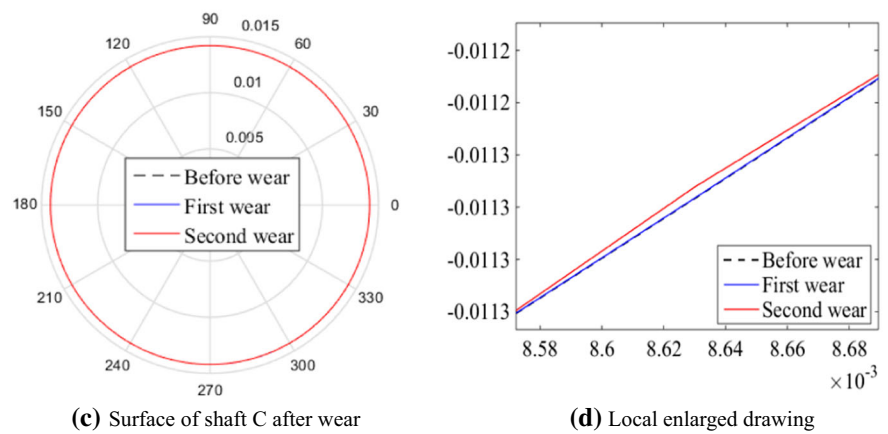 90
0.015
120
60
0.01
150
30
0.005
Before wear
First wear
Second wear
180
0
210
330
240
300
270
(c) Surface of shaft C after wear
-0.0112
-0.0112
-0.0113
-0.0113
-0.0113
-0.0113
Before wear
First wear
Second wear
8.58 8.6 8.62 8.64 8.66 8.68
×10⁻³
(d) Local enlarged drawing